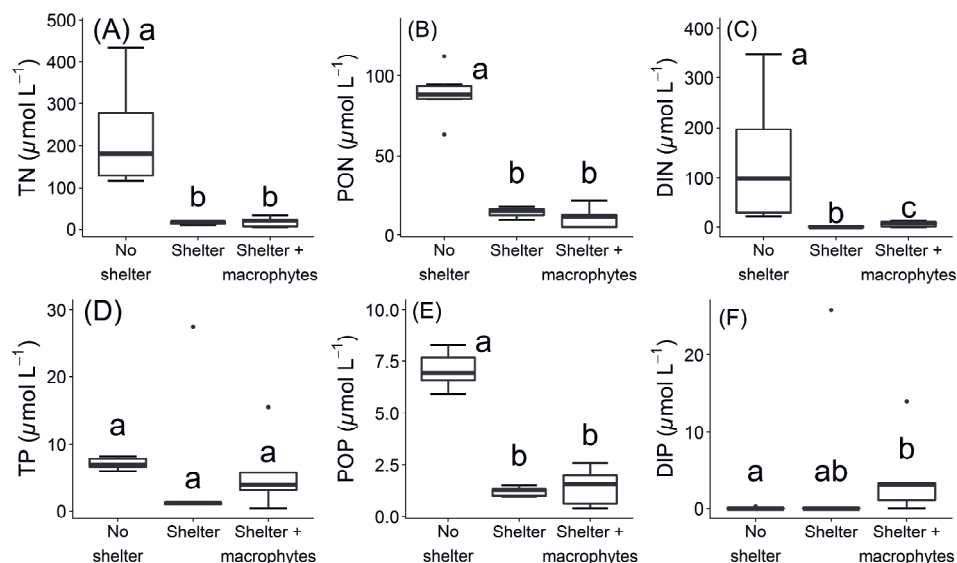 (A) a
TN (µmol L⁻¹)
500
400
300
200
100
0
b b
No shelter
Shelter
Shelter + macrophytes
(B)
a
PON (µmol L⁻¹)
100
50
0
b b
No shelter
Shelter
Shelter + macrophytes
(C)
a
DIN (µmol L⁻¹)
400
300
200
100
0
b c
No shelter
Shelter
Shelter + macrophytes
(D)
TP (µmol L⁻¹)
30
20
10
0
a a a
No shelter
Shelter
Shelter + macrophytes
(E)
a
POP (µmol L⁻¹)
10.0
7.5
5.0
2.5
0.0
b b
No shelter
Shelter
Shelter + macrophytes
(F)
DIP (µmol L⁻¹)
20
10
0
a ab b
No shelter
Shelter
Shelter + macrophytes